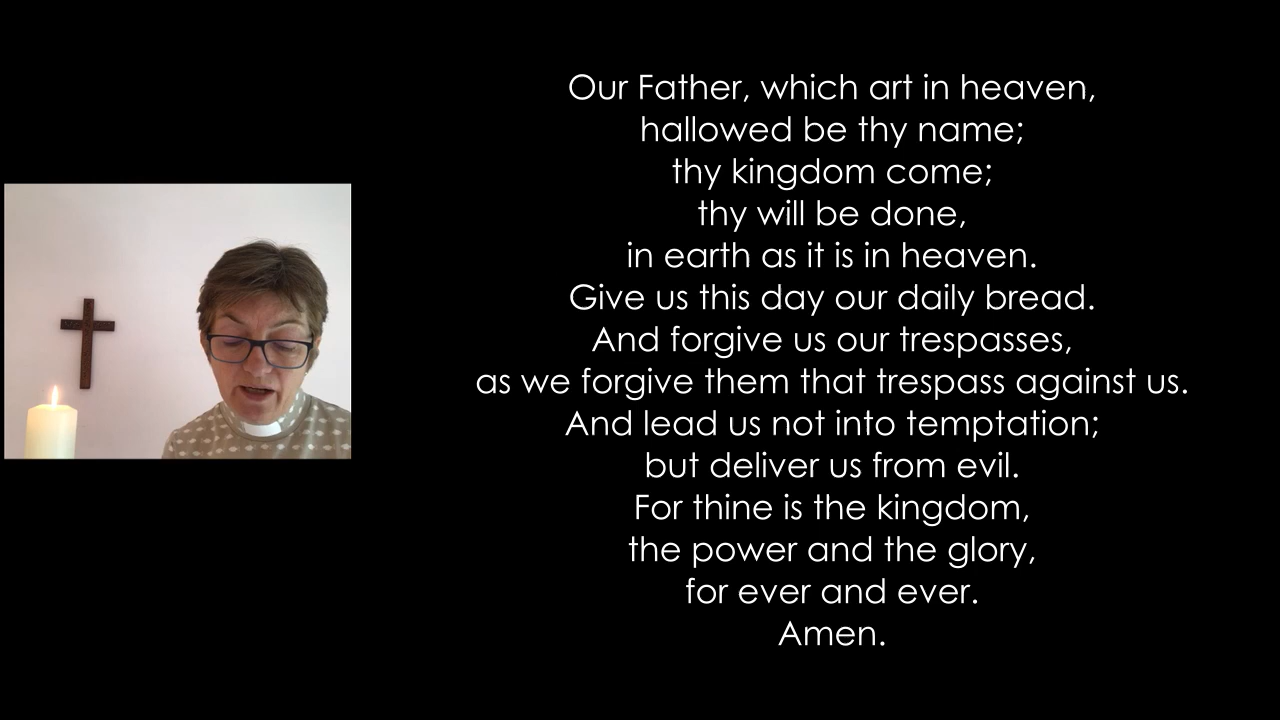 Our Father, which art in heaven,
hallowed be thy name;
thy kingdom come;
thy will be done,
in earth as it is in heaven.
Give us this day our daily bread.
And forgive us our trespasses,
as we forgive them that trespass against us.
And lead us not into temptation;
but deliver us from evil.
For thine is the kingdom,
the power and the glory,
for ever and ever.
Amen.